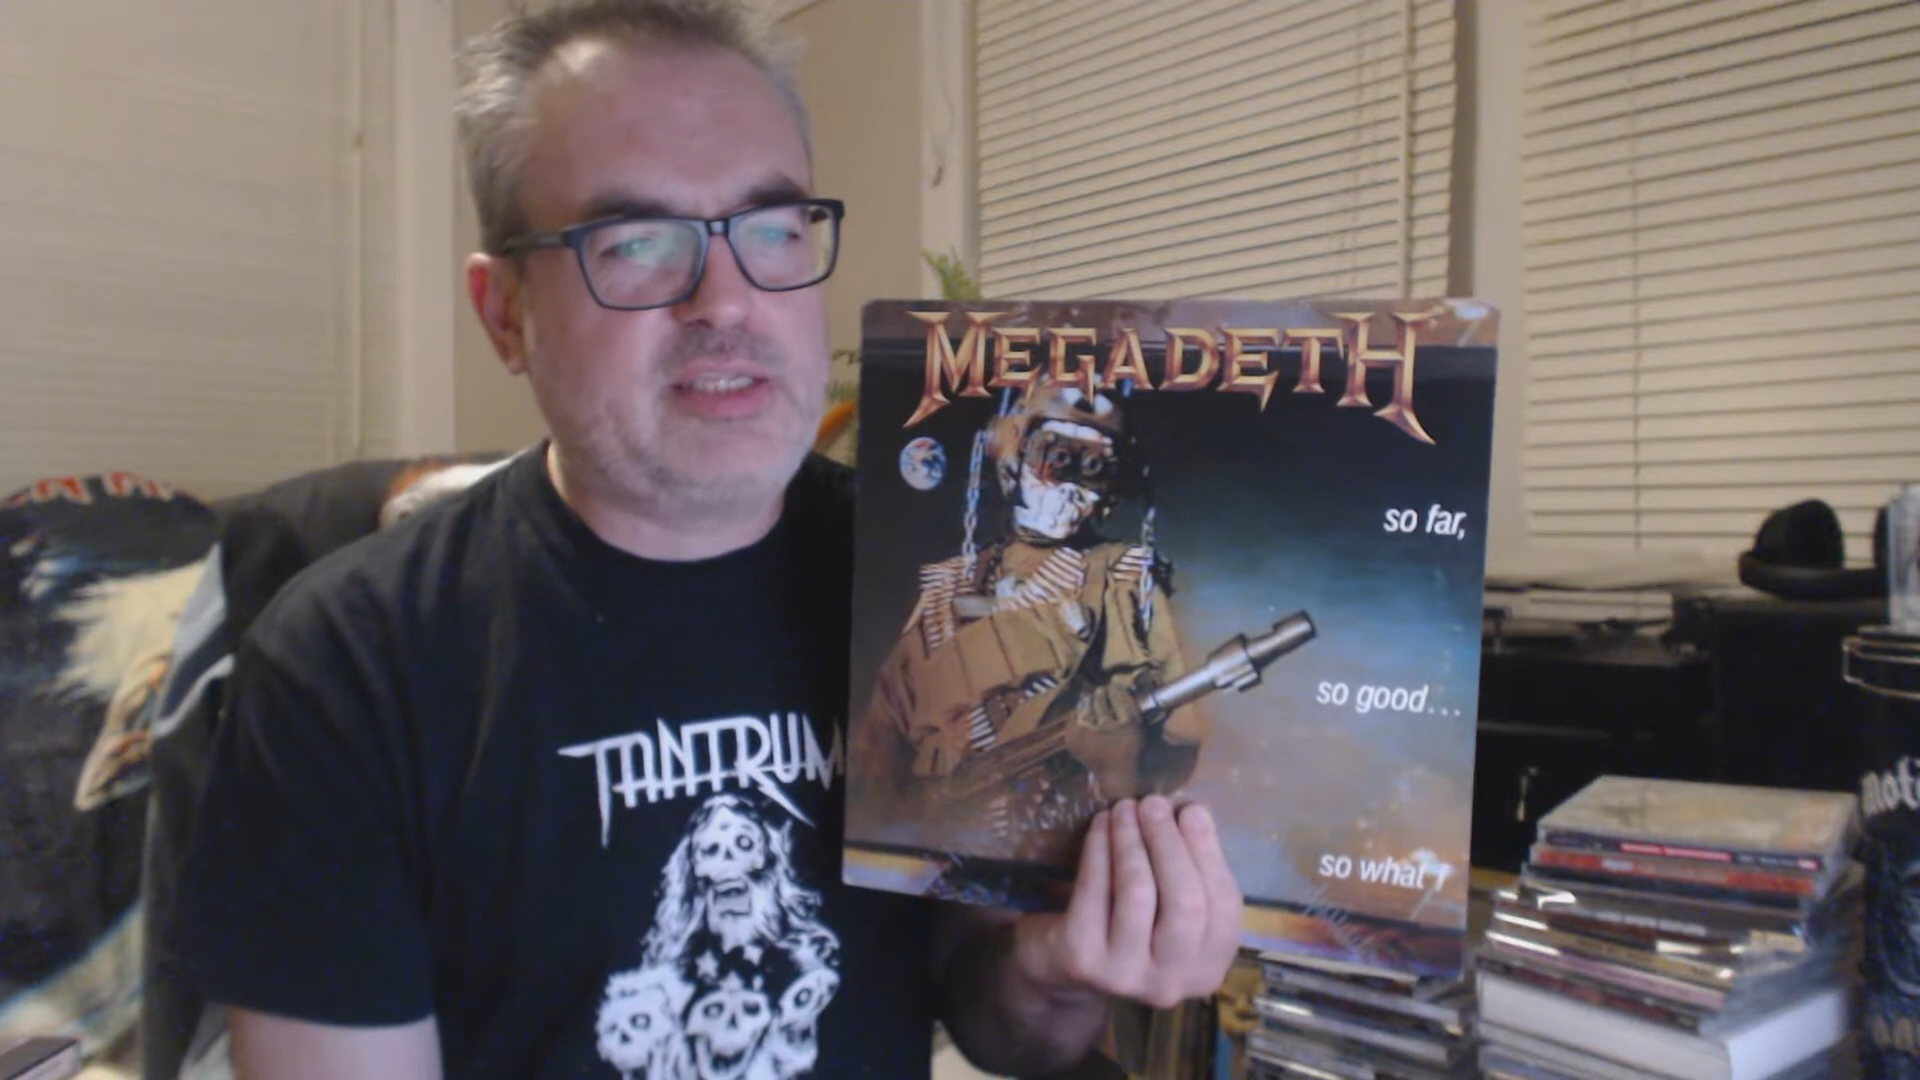 MEGADETH
so far,
so good...
so what!
TANTRUM